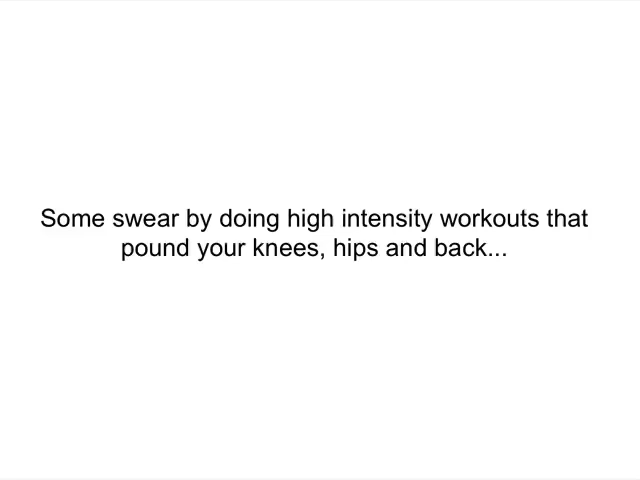 Some swear by doing high intensity workouts that
pound your knees, hips and back...